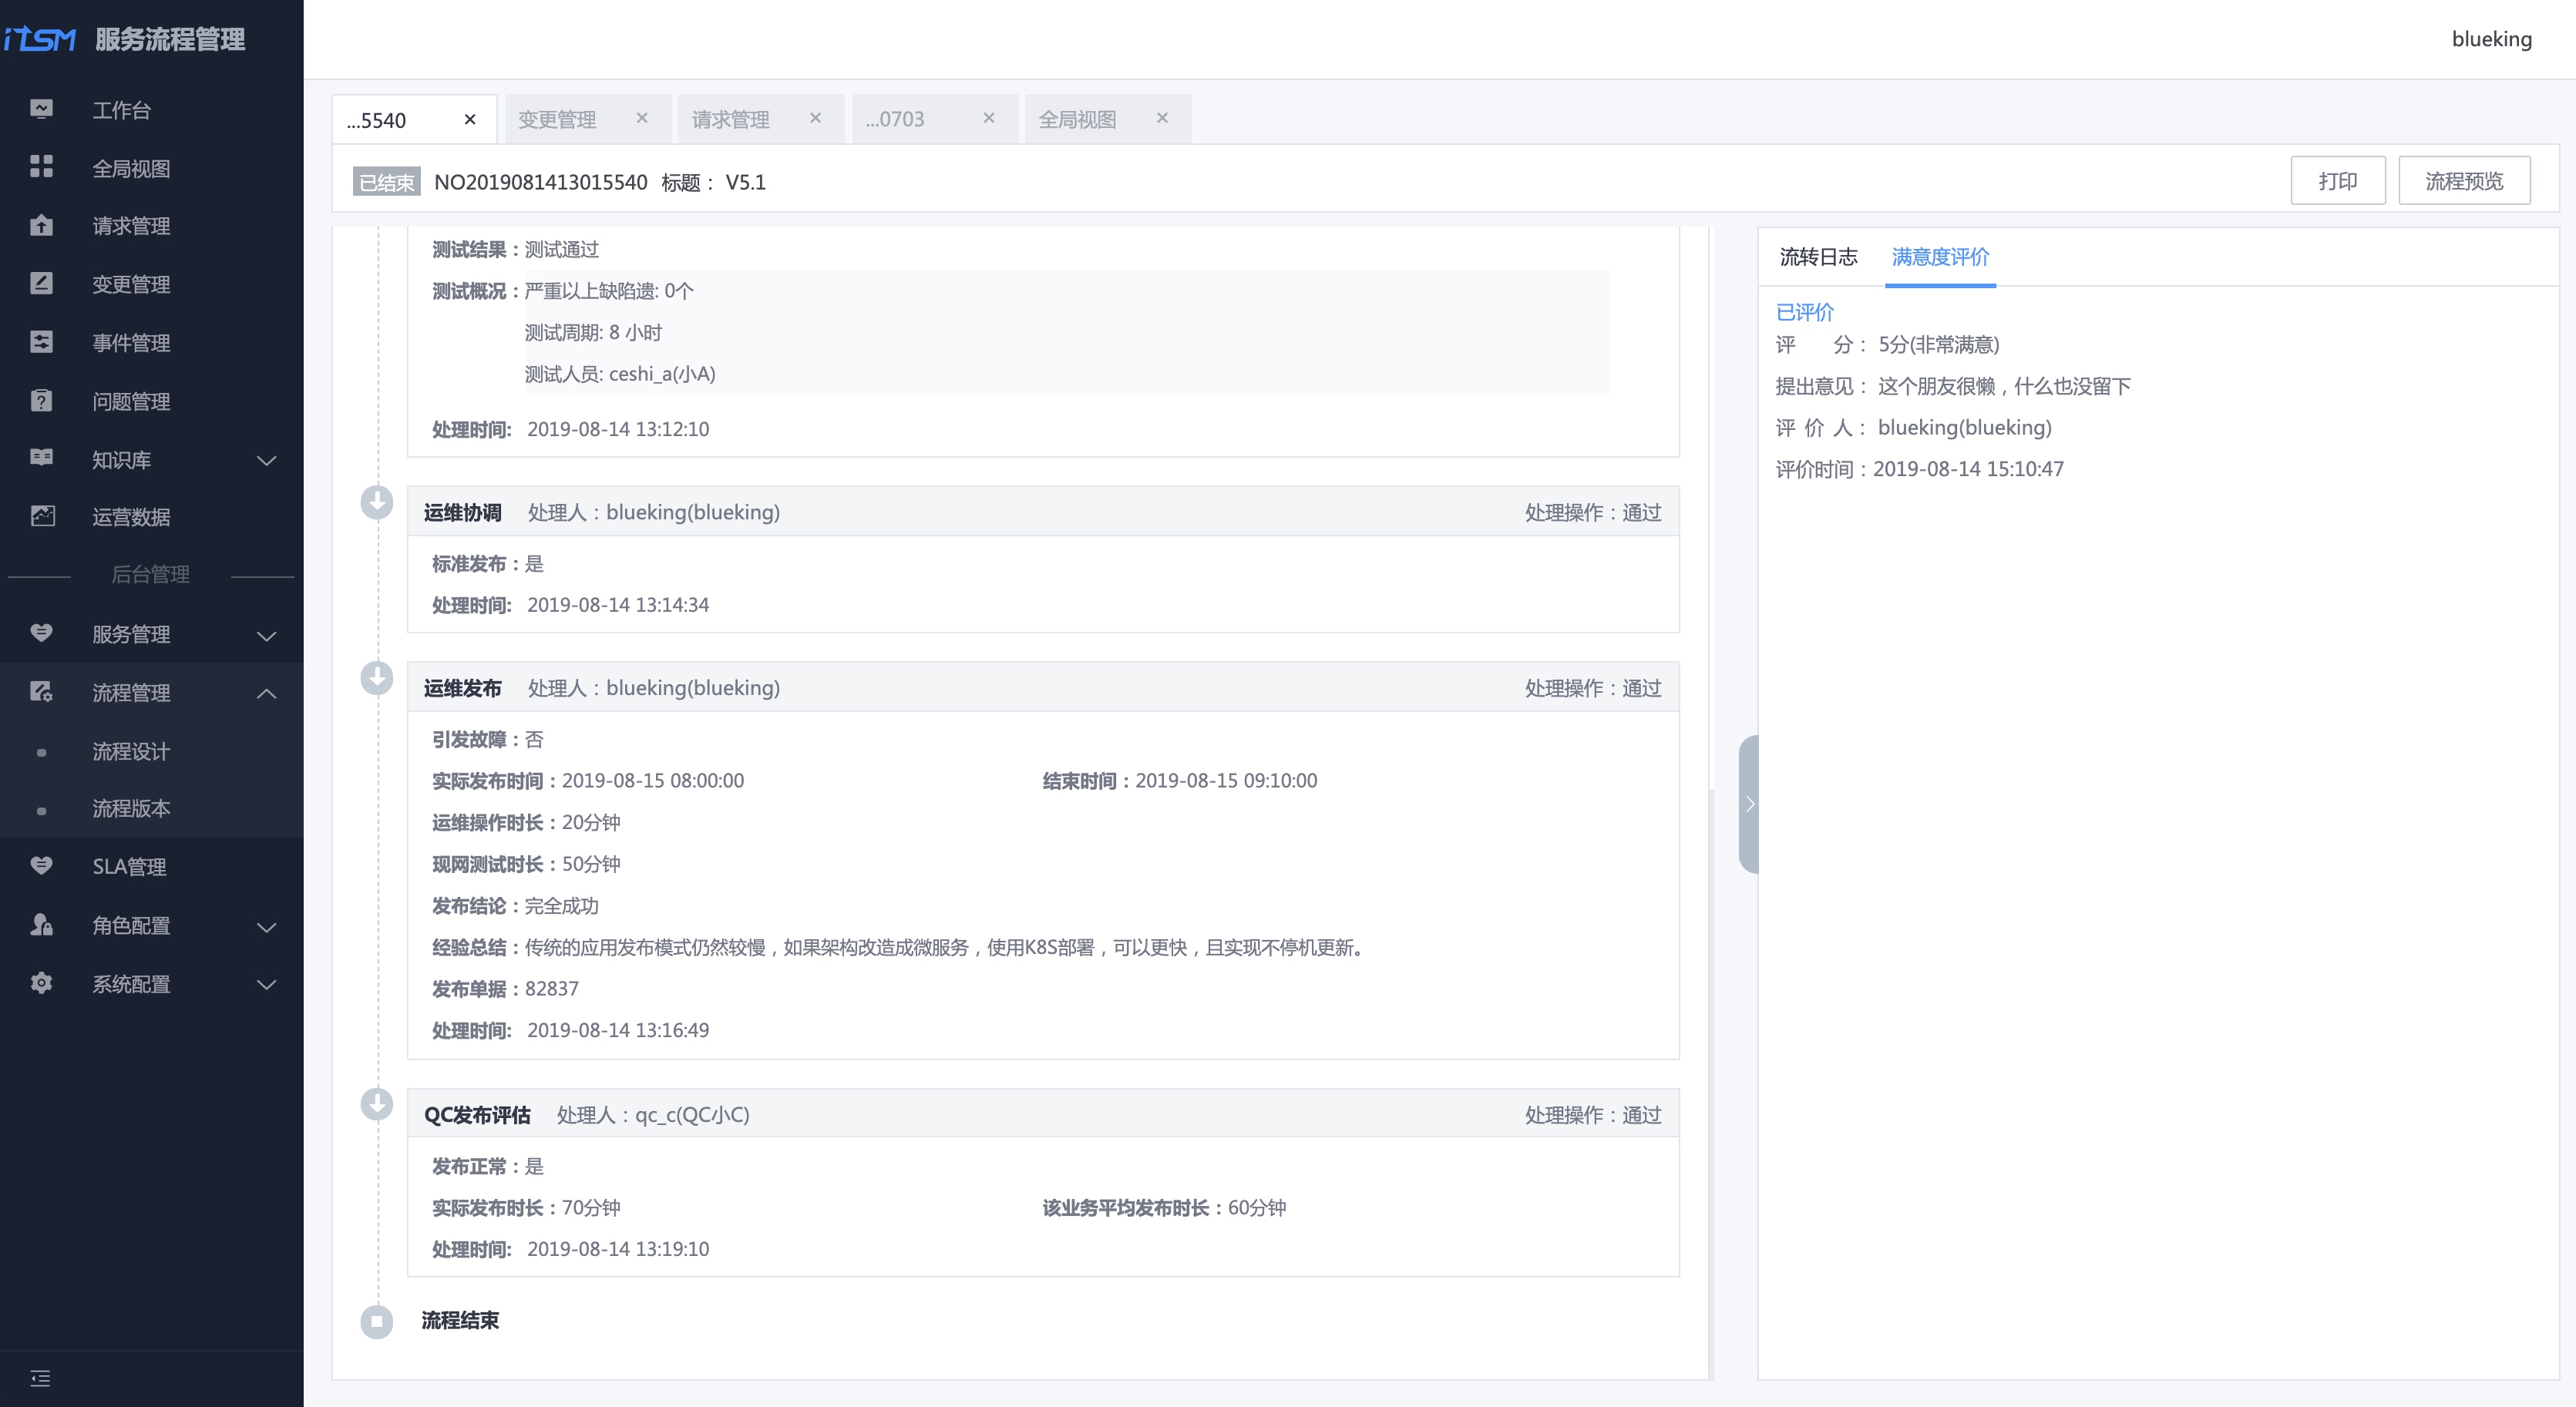 iTSM 服务流程管理
工作台
全局视图
请求管理
变更管理
事件管理
问题管理
知识库
运营数据
后台管理
服务管理
流程管理
流程设计
流程版本
SLA管理
角色配置
系统配置
blueking
...5540 × 变更管理 × 请求管理 × ...0703 × 全局视图 ×
已结束 NO2019081413015540 标题： V5.1 打印 流程预览
测试结果：测试通过
测试概况：严重以上缺陷遗: 0个
测试周期: 8 小时
测试人员: ceshi_a(小A)
处理时间: 2019-08-14 13:12:10
运维协调 处理人：blueking(blueking) 处理操作：通过
标准发布：是
处理时间: 2019-08-14 13:14:34
运维发布 处理人：blueking(blueking) 处理操作：通过
引发故障：否
实际发布时间：2019-08-15 08:00:00 结束时间：2019-08-15 09:10:00
运维操作时长：20分钟
现网测试时长：50分钟
发布结论：完全成功
经验总结：传统的应用发布模式仍然较慢，如果架构改造成微服务，使用K8S部署，可以更快，且实现不停机更新。
发布单据：82837
处理时间: 2019-08-14 13:16:49
QC发布评估 处理人：qc_c(QC小C) 处理操作：通过
发布正常：是
实际发布时长：70分钟 该业务平均发布时长：60分钟
处理时间: 2019-08-14 13:19:10
流程结束
流转日志 满意度评价
已评价
评 分： 5分(非常满意)
提出意见： 这个朋友很懒，什么也没留下
评 价 人： blueking(blueking)
评价时间：2019-08-14 15:10:47